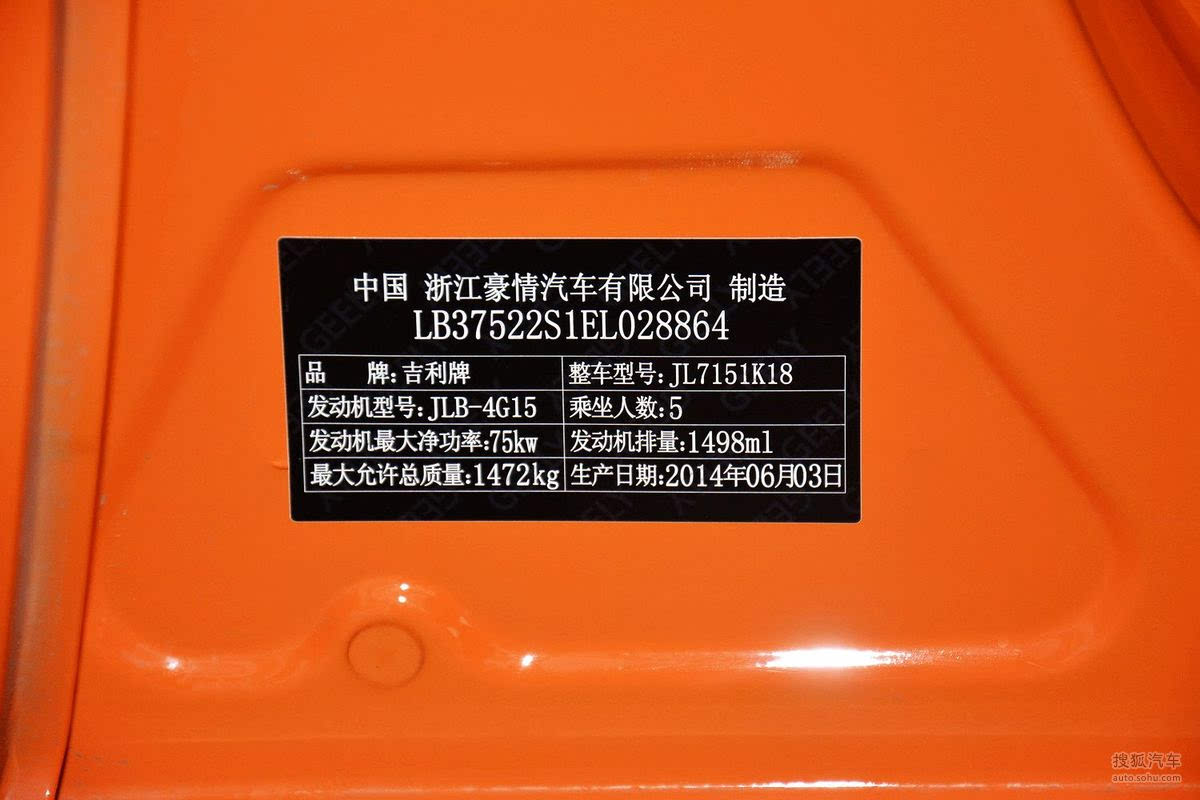 中国 浙江豪情汽车有限公司 制造
LB37522S1EL028864
品 牌:吉利牌 整车型号:JL7151K18
发动机型号:JLB-4G15 乘坐人数:5
发动机最大净功率:75kw 发动机排量:1498ml
最大允许总质量:1472kg 生产日期:2014年06月03日
搜狐汽车
auto.sohu.com